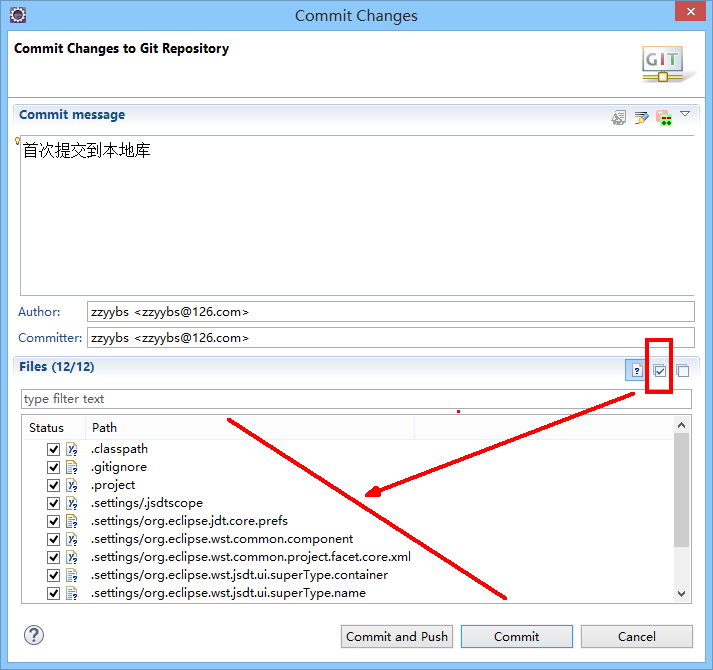 Commit Changes
Commit Changes to Git Repository
GIT
Commit message
首次提交到本地库
Author: zzyybs <zzyybs@126.com>
Committer: zzyybs <zzyybs@126.com>
Files (12/12)
type filter text
Status Path
.classpath
.gitignore
.project
.settings/.jsdtscope
.settings/org.eclipse.jdt.core.prefs
.settings/org.eclipse.wst.common.component
.settings/org.eclipse.wst.common.project.facet.core.xml
.settings/org.eclipse.wst.jsdt.ui.superType.container
.settings/org.eclipse.wst.jsdt.ui.superType.name
Commit and Push Commit Cancel